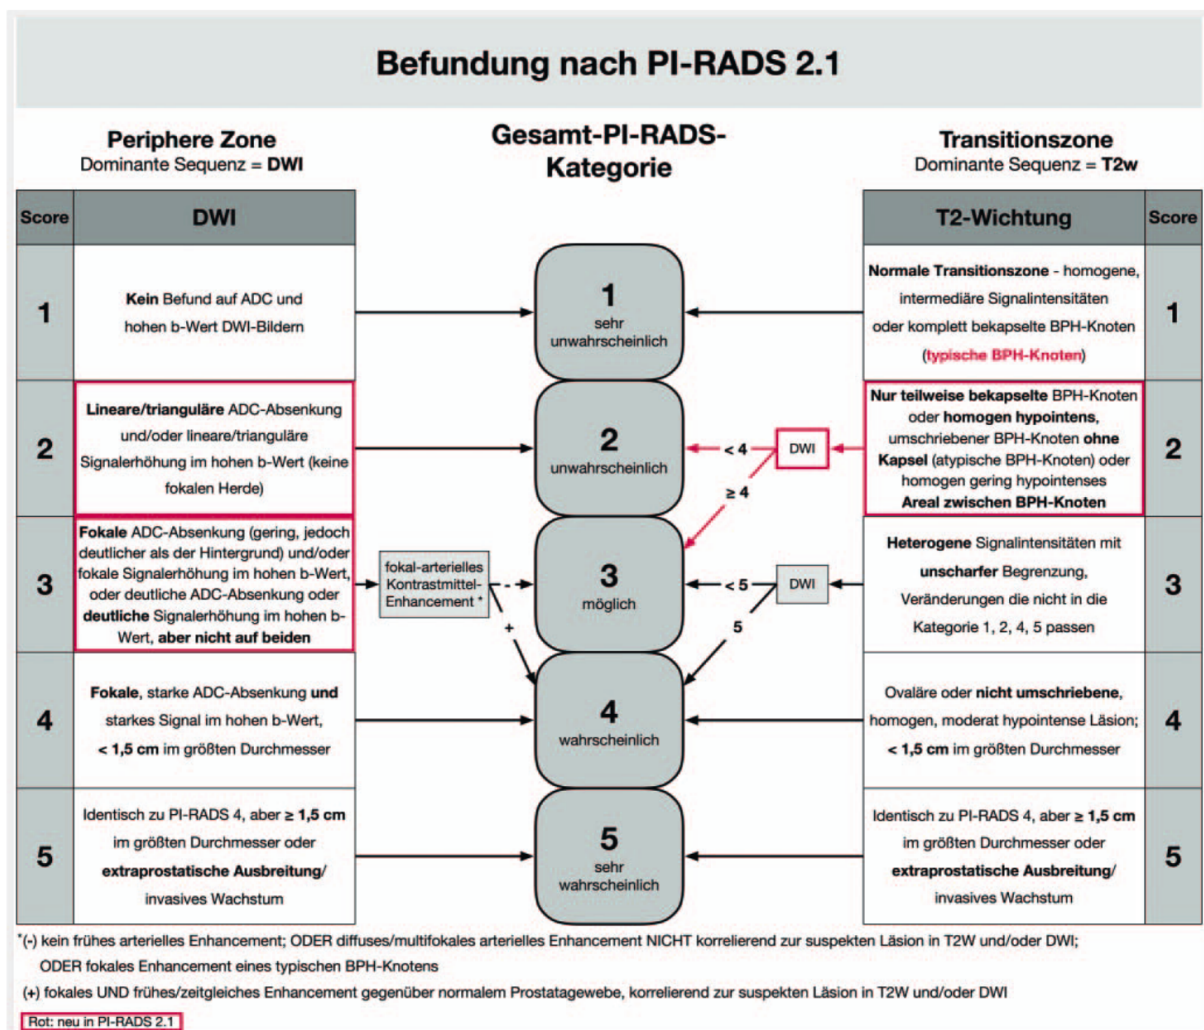 Befundung nach PI-RADS 2.1
Periphere Zone
Dominante Sequenz = DWI
Gesamt-PI-RADS-
Kategorie
Transitionszone
Dominante Sequenz = T2w
Score
DWI
T2-Wichtung
Score
1
Kein Befund auf ADC und
hohen b-Wert DWI-Bildern
1
sehr
unwahrscheinlich
Normale Transitionszone - homogene,
intermediäre Signalintensitäten
oder komplett bekapselte BPH-Knoten
(typische BPH-Knoten)
1
2
Lineare/trianguläre ADC-Absenkung
und/oder lineare/trianguläre
Signalerhöhung im hohen b-Wert (keine
fokalen Herde)
2
unwahrscheinlich
< 4
≥ 4
DWI
Nur teilweise bekapselte BPH-Knoten
oder homogen hypointens,
umschriebener BPH-Knoten ohne
Kapsel (atypische BPH-Knoten) oder
homogen gering hypointenses
Areal zwischen BPH-Knoten
2
3
Fokale ADC-Absenkung (gering, jedoch
deutlicher als der Hintergrund) und/oder
fokale Signalerhöhung im hohen b-Wert,
oder deutliche ADC-Absenkung oder
deutliche Signalerhöhung im hohen b-
Wert, aber nicht auf beiden
fokal-arterielles
Kontrastmittel-
Enhancement *
-
+
3
möglich
< 5
5
DWI
Heterogene Signalintensitäten mit
unscharfer Begrenzung,
Veränderungen die nicht in die
Kategorie 1, 2, 4, 5 passen
3
4
Fokale, starke ADC-Absenkung und
starkes Signal im hohen b-Wert,
< 1,5 cm im größten Durchmesser
4
wahrscheinlich
Ovaläre oder nicht umschriebene,
homogen, moderat hypointense Läsion;
< 1,5 cm im größten Durchmesser
4
5
Identisch zu PI-RADS 4, aber ≥ 1,5 cm
im größten Durchmesser oder
extraprostatische Ausbreitung/
invasives Wachstum
5
sehr
wahrscheinlich
Identisch zu PI-RADS 4, aber ≥ 1,5 cm
im größten Durchmesser oder
extraprostatische Ausbreitung/
invasives Wachstum
5
*(-) kein frühes arterielles Enhancement; ODER diffuses/multifokales arterielles Enhancement NICHT korrelierend zur suspekten Läsion in T2W und/oder DWI;
ODER fokales Enhancement eines typischen BPH-Knotens
(+) fokales UND frühes/zeitgleiches Enhancement gegenüber normalem Prostatagewebe, korrelierend zur suspekten Läsion in T2W und/oder DWI
Rot: neu in PI-RADS 2.1